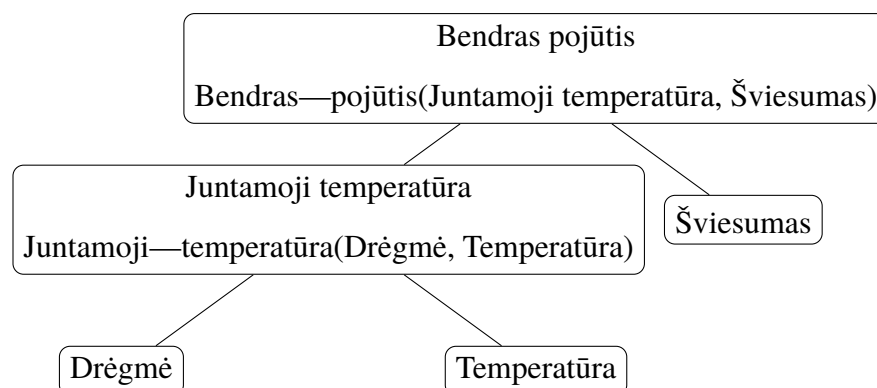 Bendras pojūtis
Bendras—pojūtis(Juntamoji temperatūra, Šviesumas)
Juntamoji temperatūra
Juntamoji—temperatūra(Drėgmė, Temperatūra)
Šviesumas
Drėgmė
Temperatūra